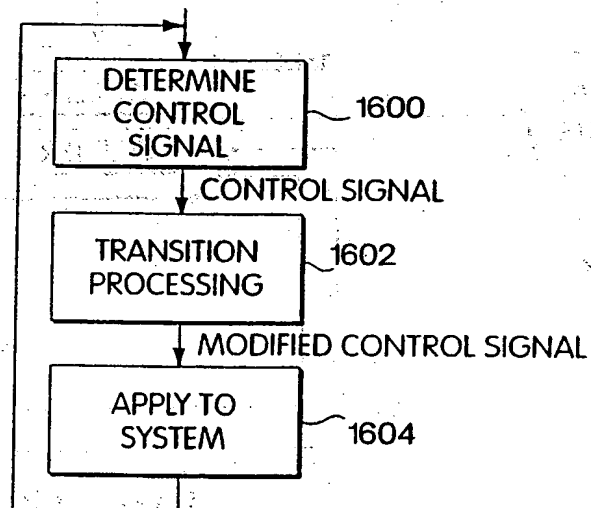 DETERMINE
CONTROL
SIGNAL
1600
CONTROL SIGNAL
TRANSITION
PROCESSING
1602
MODIFIED CONTROL SIGNAL
APPLY TO
SYSTEM
1604